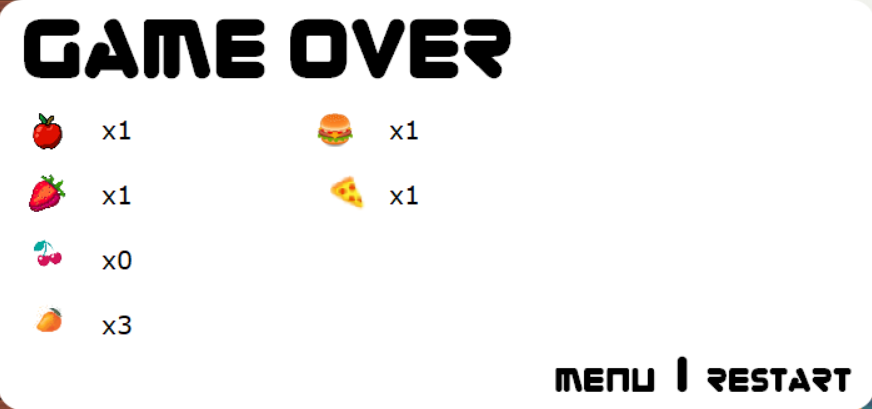 GAME OVER
x1 x1
x1 x1
x0
x3
MENU | RESTART